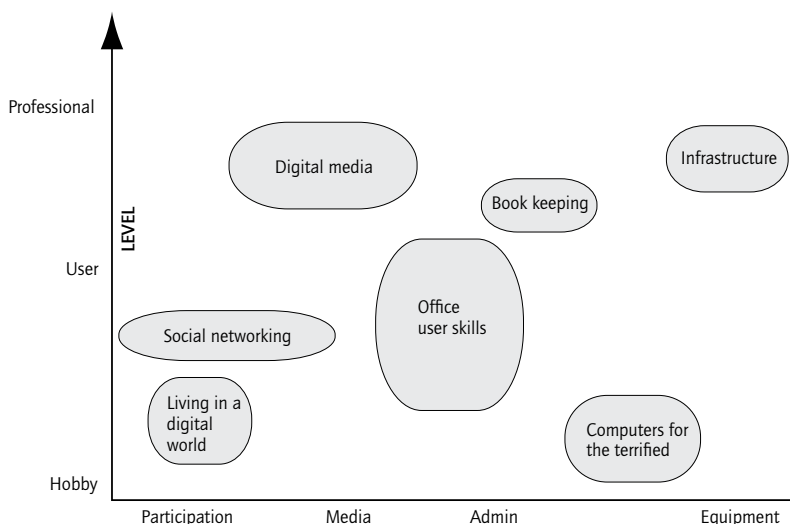 Professional
Digital media
Infrastructure
Book keeping
LEVEL
User
Office
user skills
Social networking
Living in a
digital
world
Computers for
the terrified
Hobby
Participation
Media
Admin
Equipment